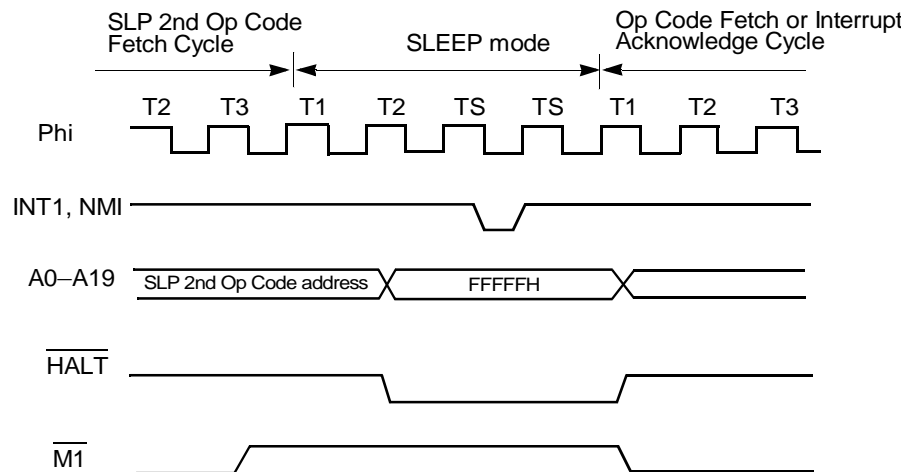 SLP 2nd Op Code
Fetch Cycle
SLEEP mode
Op Code Fetch or Interrupt
Acknowledge Cycle
T2 T3 T1 T2 TS TS T1 T2 T3
Phi
INT1, NMI
A0–A19
SLP 2nd Op Code address
FFFFFH
HALT
M1